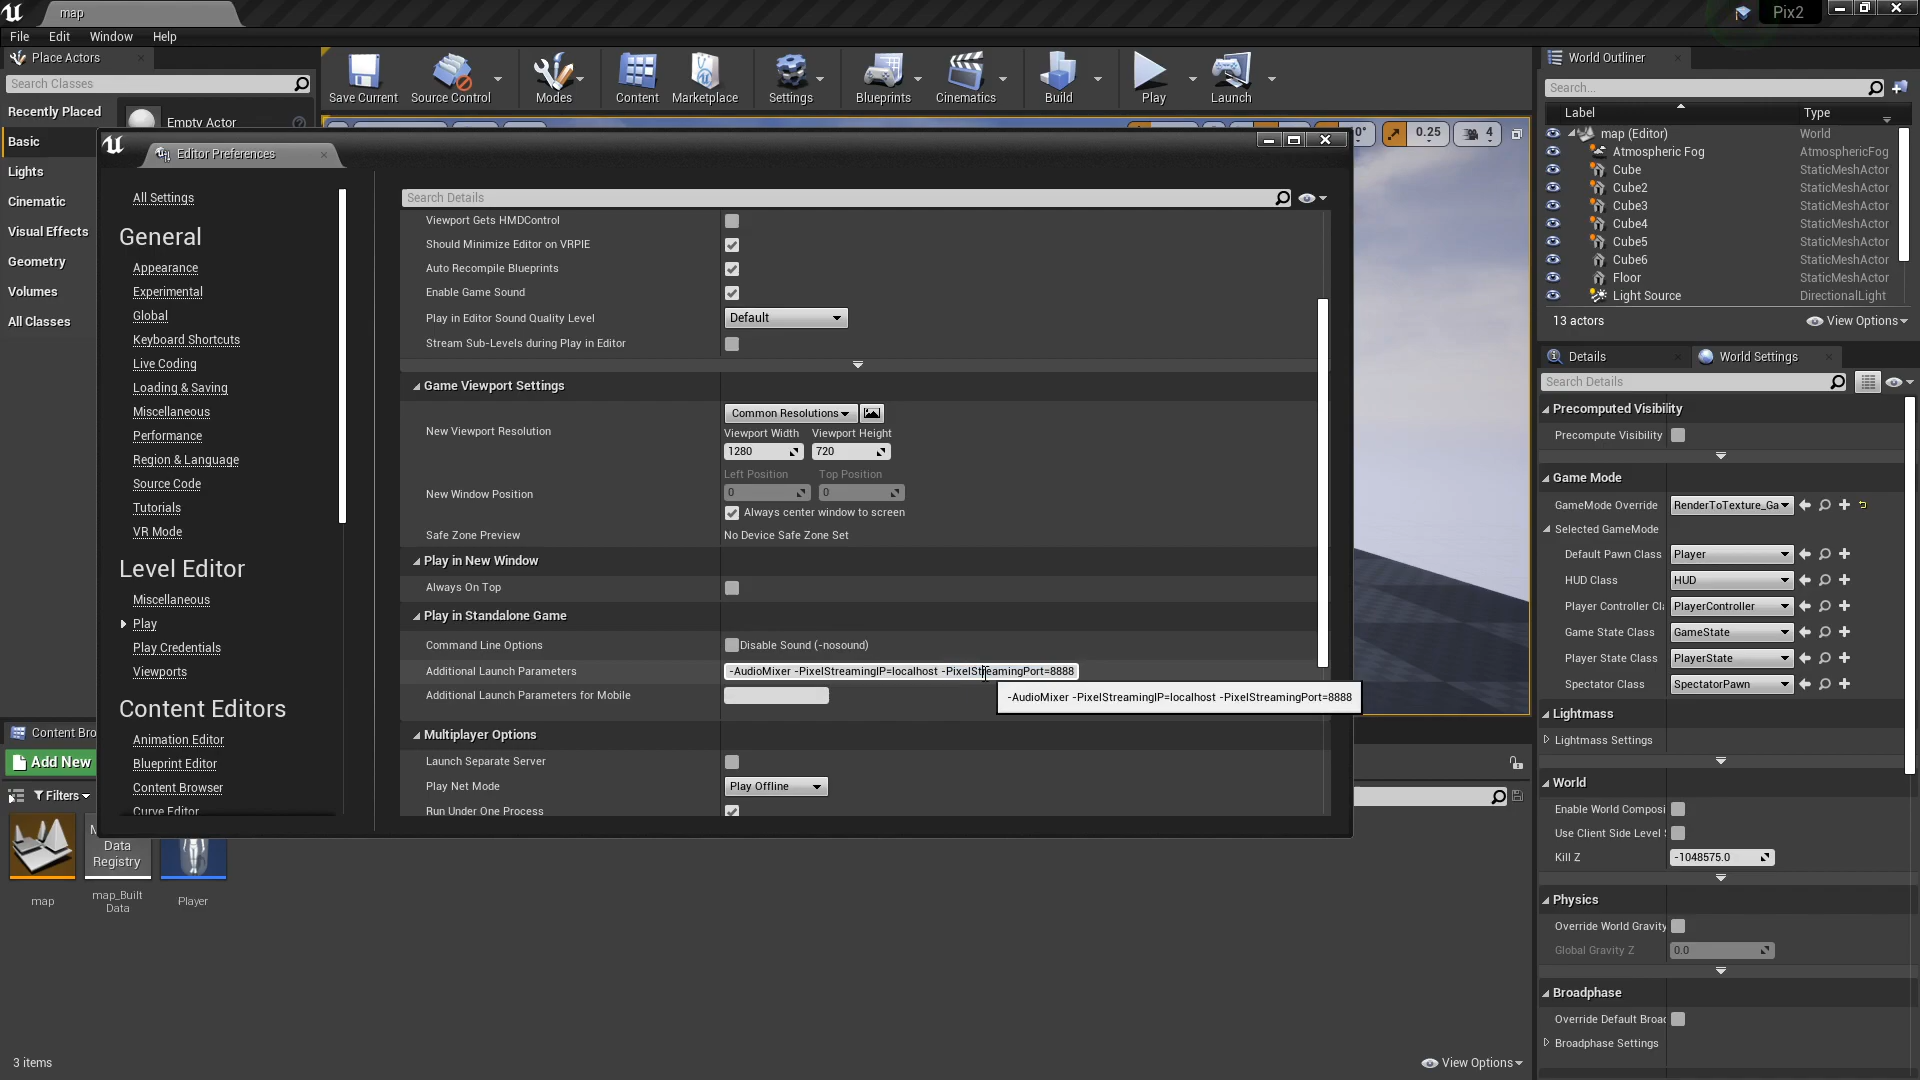 map
Pix2
File Edit Window Help
Place Actors
Search Classes
Recently Placed
Basic
Lights
Cinematic
Visual Effects
Geometry
Volumes
All Classes
Empty Actor
Save Current
Source Control
Modes
Content
Marketplace
Settings
Blueprints
Cinematics
Build
Play
Launch
0°
0.25
4
Editor Preferences
All Settings
General
Appearance
Experimental
Global
Keyboard Shortcuts
Live Coding
Loading & Saving
Miscellaneous
Performance
Region & Language
Source Code
Tutorials
VR Mode
Level Editor
Miscellaneous
Play
Play Credentials
Viewports
Content Editors
Animation Editor
Blueprint Editor
Content Browser
Curve Editor
Search Details
Viewport Gets HMDControl
Should Minimize Editor on VRPIE
Auto Recompile Blueprints
Enable Game Sound
Play in Editor Sound Quality Level Default
Stream Sub-Levels during Play in Editor
Game Viewport Settings
Common Resolutions
New Viewport Resolution
Viewport Width Viewport Height
1280 720
Left Position Top Position
New Window Position 0 0
Always center window to screen
Safe Zone Preview No Device Safe Zone Set
Play in New Window
Always On Top
Play in Standalone Game
Command Line Options Disable Sound (-nosound)
Additional Launch Parameters -AudioMixer -PixelStreamingIP=localhost -PixelStreamingPort=8888
Additional Launch Parameters for Mobile
-AudioMixer -PixelStreamingIP=localhost -PixelStreamingPort=8888
Multiplayer Options
Launch Separate Server
Play Net Mode Play Offline
Run Under One Process
World Outliner
Search...
Label Type
map (Editor) World
Atmospheric Fog AtmosphericFog
Cube StaticMeshActor
Cube2 StaticMeshActor
Cube3 StaticMeshActor
Cube4 StaticMeshActor
Cube5 StaticMeshActor
Cube6 StaticMeshActor
Floor StaticMeshActor
Light Source DirectionalLight
13 actors View Options
Details World Settings
Search Details
Precomputed Visibility
Precompute Visibility
Game Mode
GameMode Override RenderToTexture_Ga
Selected GameMode
Default Pawn Class Player
HUD Class HUD
Player Controller Cl PlayerController
Game State Class GameState
Player State Class PlayerState
Spectator Class SpectatorPawn
Lightmass
Lightmass Settings
World
Enable World Composi
Use Client Side Level
Kill Z -1048575.0
Physics
Override World Gravity
Global Gravity Z 0.0
Broadphase
Override Default Broad
Broadphase Settings
Content Bro
Add New
Filters
M
Data
Registry
map
map_Built
Data
Player
3 items View Options